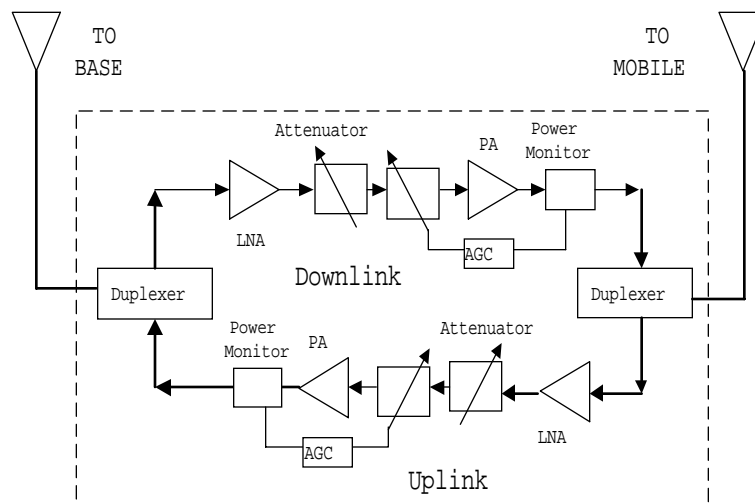 TO
BASE
TO
MOBILE
Attenuator
PA
Power
Monitor
LNA
AGC
Downlink
Duplexer
Duplexer
Power
Monitor
PA
Attenuator
LNA
AGC
Uplink